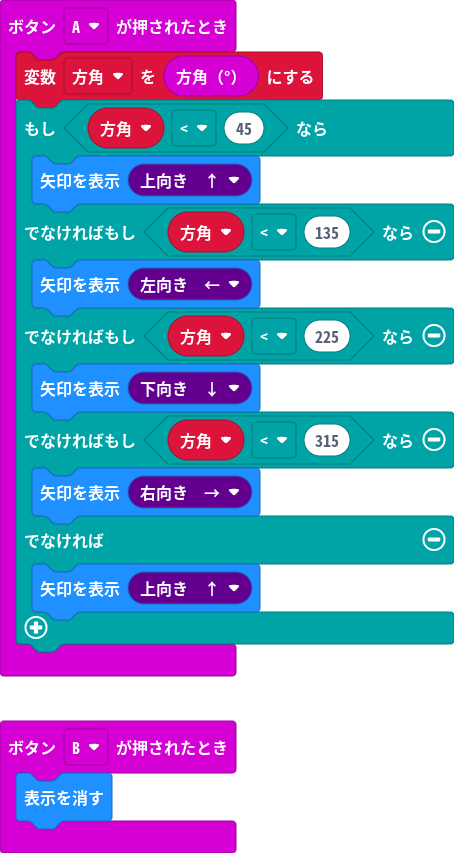 ボタン A が押されたとき
変数 方角 を 方角 (°) にする
もし 方角 < 45 なら
矢印を表示 上向き ↑
でなければもし 方角 < 135 なら
矢印を表示 左向き ←
でなければもし 方角 < 225 なら
矢印を表示 下向き ↓
でなければもし 方角 < 315 なら
矢印を表示 右向き →
でなければ
矢印を表示 上向き ↑
ボタン B が押されたとき
表示を消す